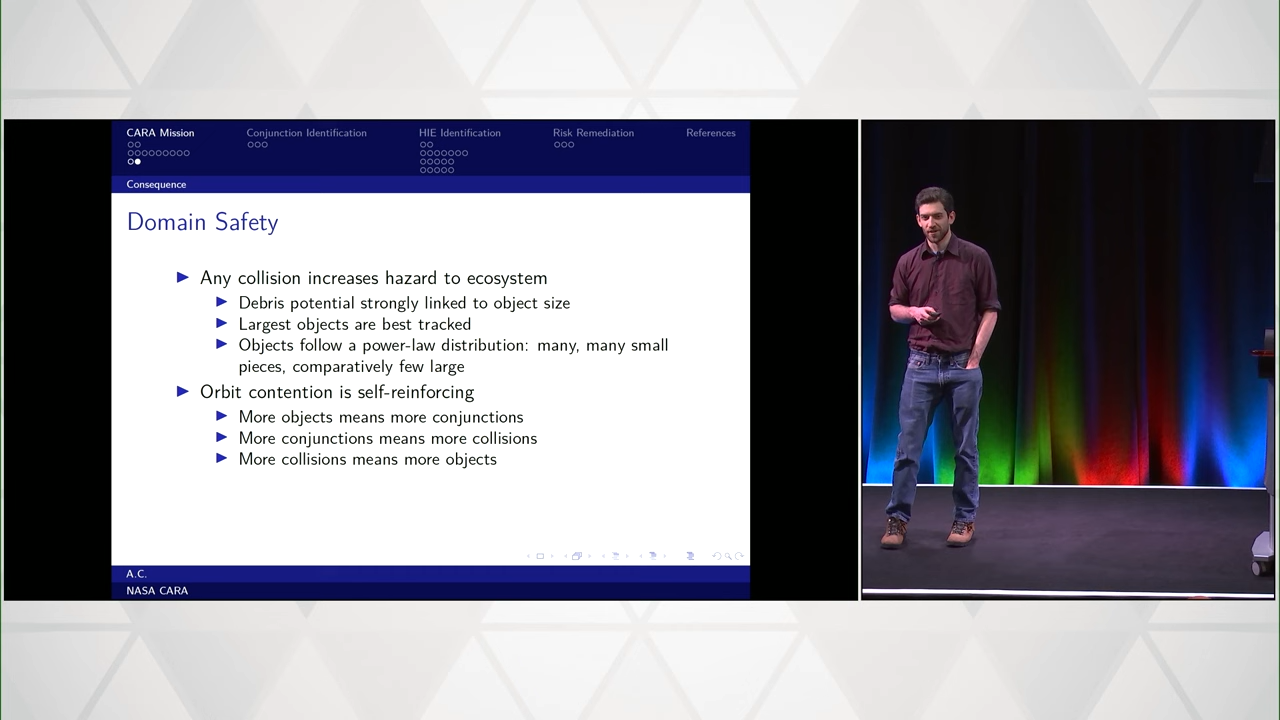 CARA Mission
Conjunction Identification
HIE Identification
Risk Remediation
References
Consequence
Domain Safety
Any collision increases hazard to ecosystem
Debris potential strongly linked to object size
Largest objects are best tracked
Objects follow a power-law distribution: many, many small
pieces, comparatively few large
Orbit contention is self-reinforcing
More objects means more conjunctions
More conjunctions means more collisions
More collisions means more objects
A.C.
NASA CARA